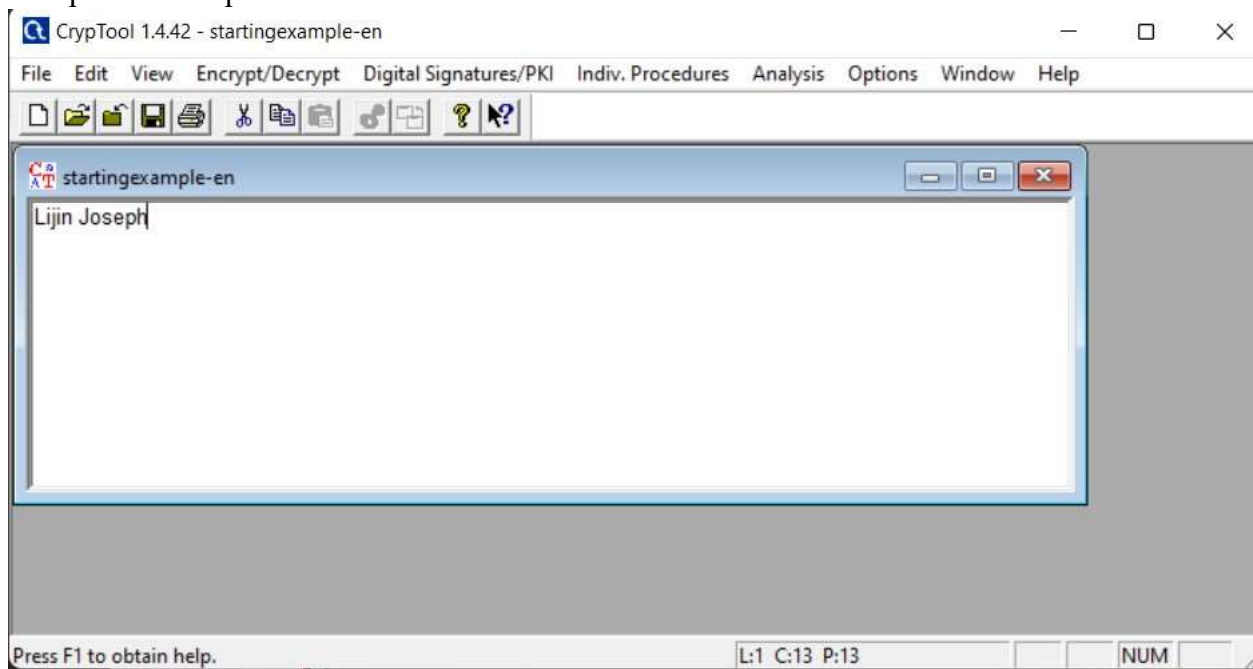 CrypTool 1.4.42 - startingexample-en
File Edit View Encrypt/Decrypt Digital Signatures/PKI Indiv. Procedures Analysis Options Window Help
startingexample-en
Lijin Joseph
Press F1 to obtain help. L:1 C:13 P:13 NUM